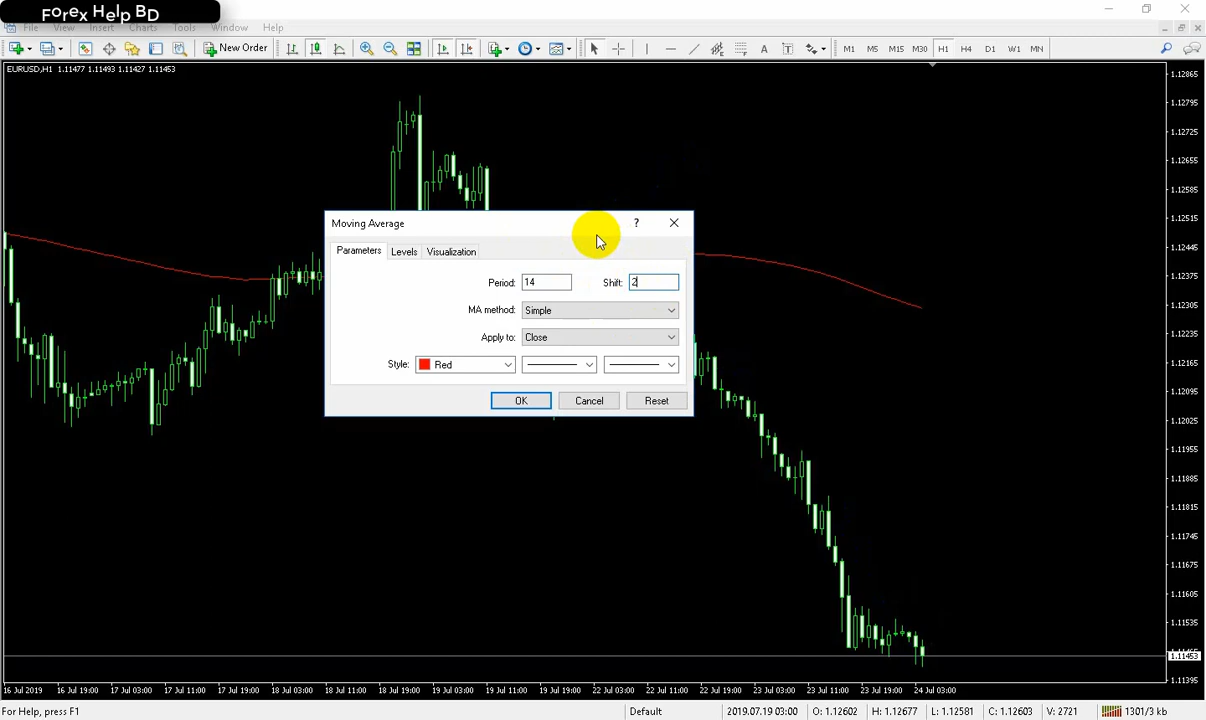 Forex Help BD
File View Insert Charts Tools Window Help
New Order A T M1 M5 M15 M30 H1 H4 D1 W1 MN
EURUSD,H1 1.11477 1.11493 1.11427 1.11453
1.12865
1.12795
1.12725
1.12655
1.12585
1.12515
1.12445
1.12375
1.12305
1.12235
1.12165
1.12095
1.12025
1.11955
1.11885
1.11815
1.11745
1.11675
1.11605
1.11535
1.11453
1.11395
Moving Average ?
Parameters Levels Visualization
Period: 14 Shift: 2
MA method: Simple
Apply to: Close
Style: Red
OK Cancel Reset
16 Jul 2019 16 Jul 19:00 17 Jul 03:00 17 Jul 11:00 17 Jul 19:00 18 Jul 03:00 18 Jul 11:00 18 Jul 19:00 19 Jul 03:00 19 Jul 11:00 19 Jul 19:00 22 Jul 03:00 22 Jul 11:00 22 Jul 19:00 23 Jul 03:00 23 Jul 11:00 23 Jul 19:00 24 Jul 03:00
For Help, press F1 Default 2019.07.19 03:00 O: 1.12602 H: 1.12677 L: 1.12581 C: 1.12603 V: 2721 1301/3 kb